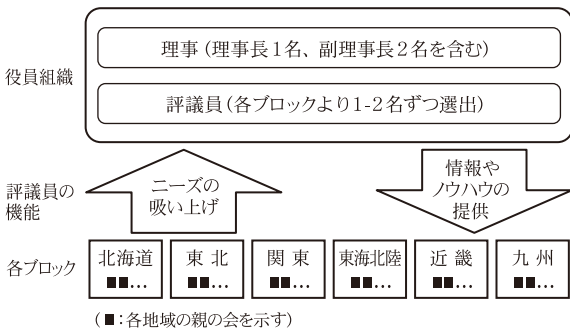 役員組織
理事（理事長1名、副理事長2名を含む）
評議員（各ブロックより1-2名ずつ選出）
評議員の
機能
ニーズの
吸い上げ
情報や
ノウハウの
提供
各ブロック
北海道
■■…
東 北
■■…
関 東
■■…
東海北陸
■■…
近 畿
■■…
九 州
■■…
（■：各地域の親の会を示す）